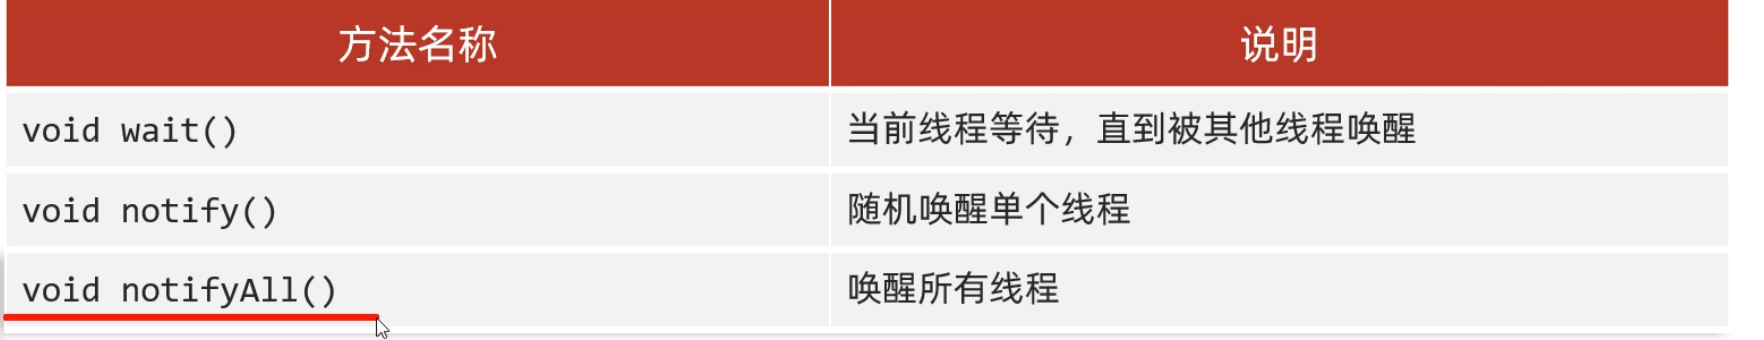 方法名称 说明
void wait() 当前线程等待，直到被其他线程唤醒
void notify() 随机唤醒单个线程
void notifyAll() 唤醒所有线程